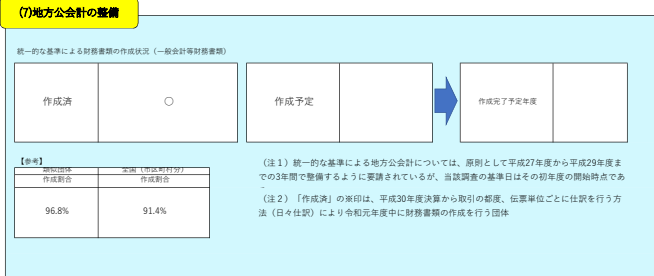 (7)地方公会計の整備
統一的な基準による財務書類の作成状況（一般会計等財務書類）
作成済 ○ 作成予定 作成完了予定年度
【参考】
類似団体 全国（市区町村分）
作成割合 作成割合
96.8% 91.4%
（注１）統一的な基準による地方公会計については、原則として平成27年度から平成29年度ま
での3年間で整備するように要請されているが、当該調査の基準日はその初年度の開始時点であ
（注２）「作成済」の※印は、平成30年度決算から取引の都度、伝票単位ごとに仕訳を行う方
法（日々仕訳）により令和元年度中に財務書類の作成を行う団体